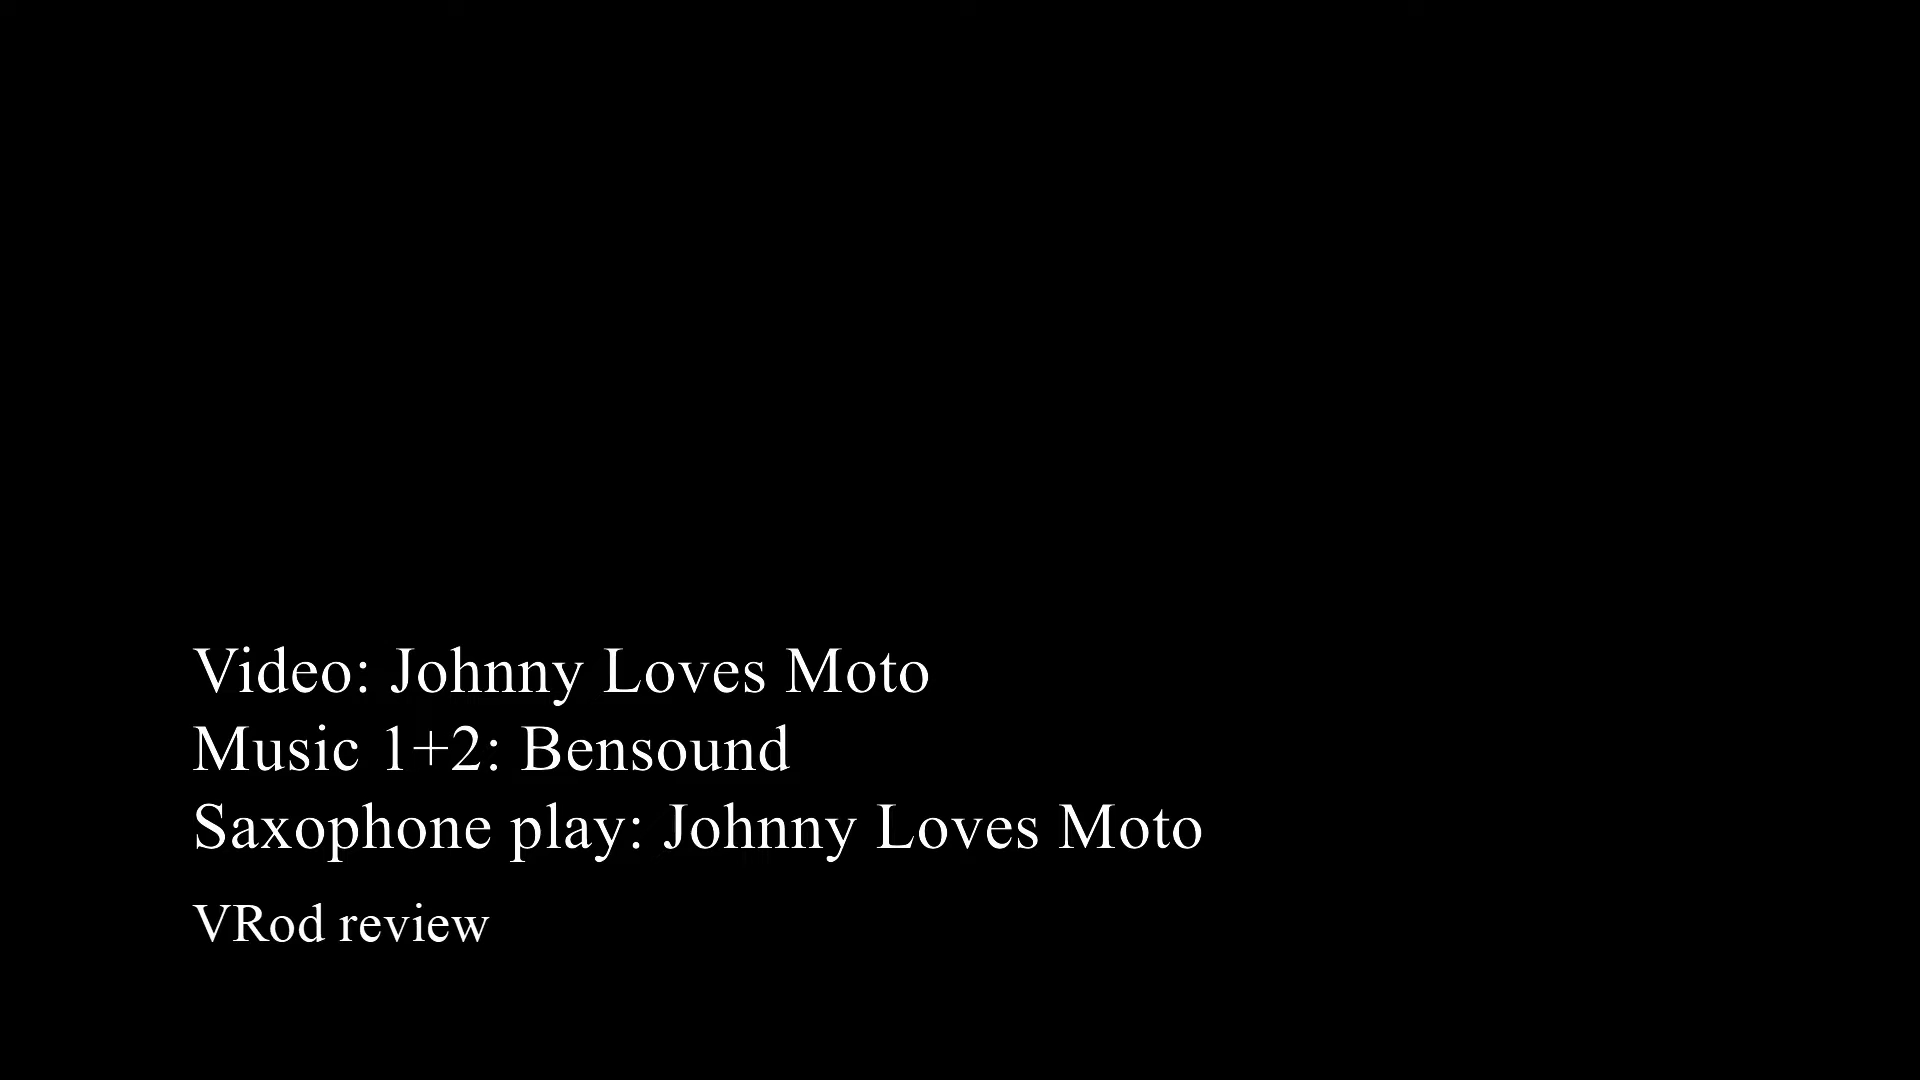 Video: Johnny Loves Moto
Music 1+2: Bensound
Saxophone play: Johnny Loves Moto
VRod review